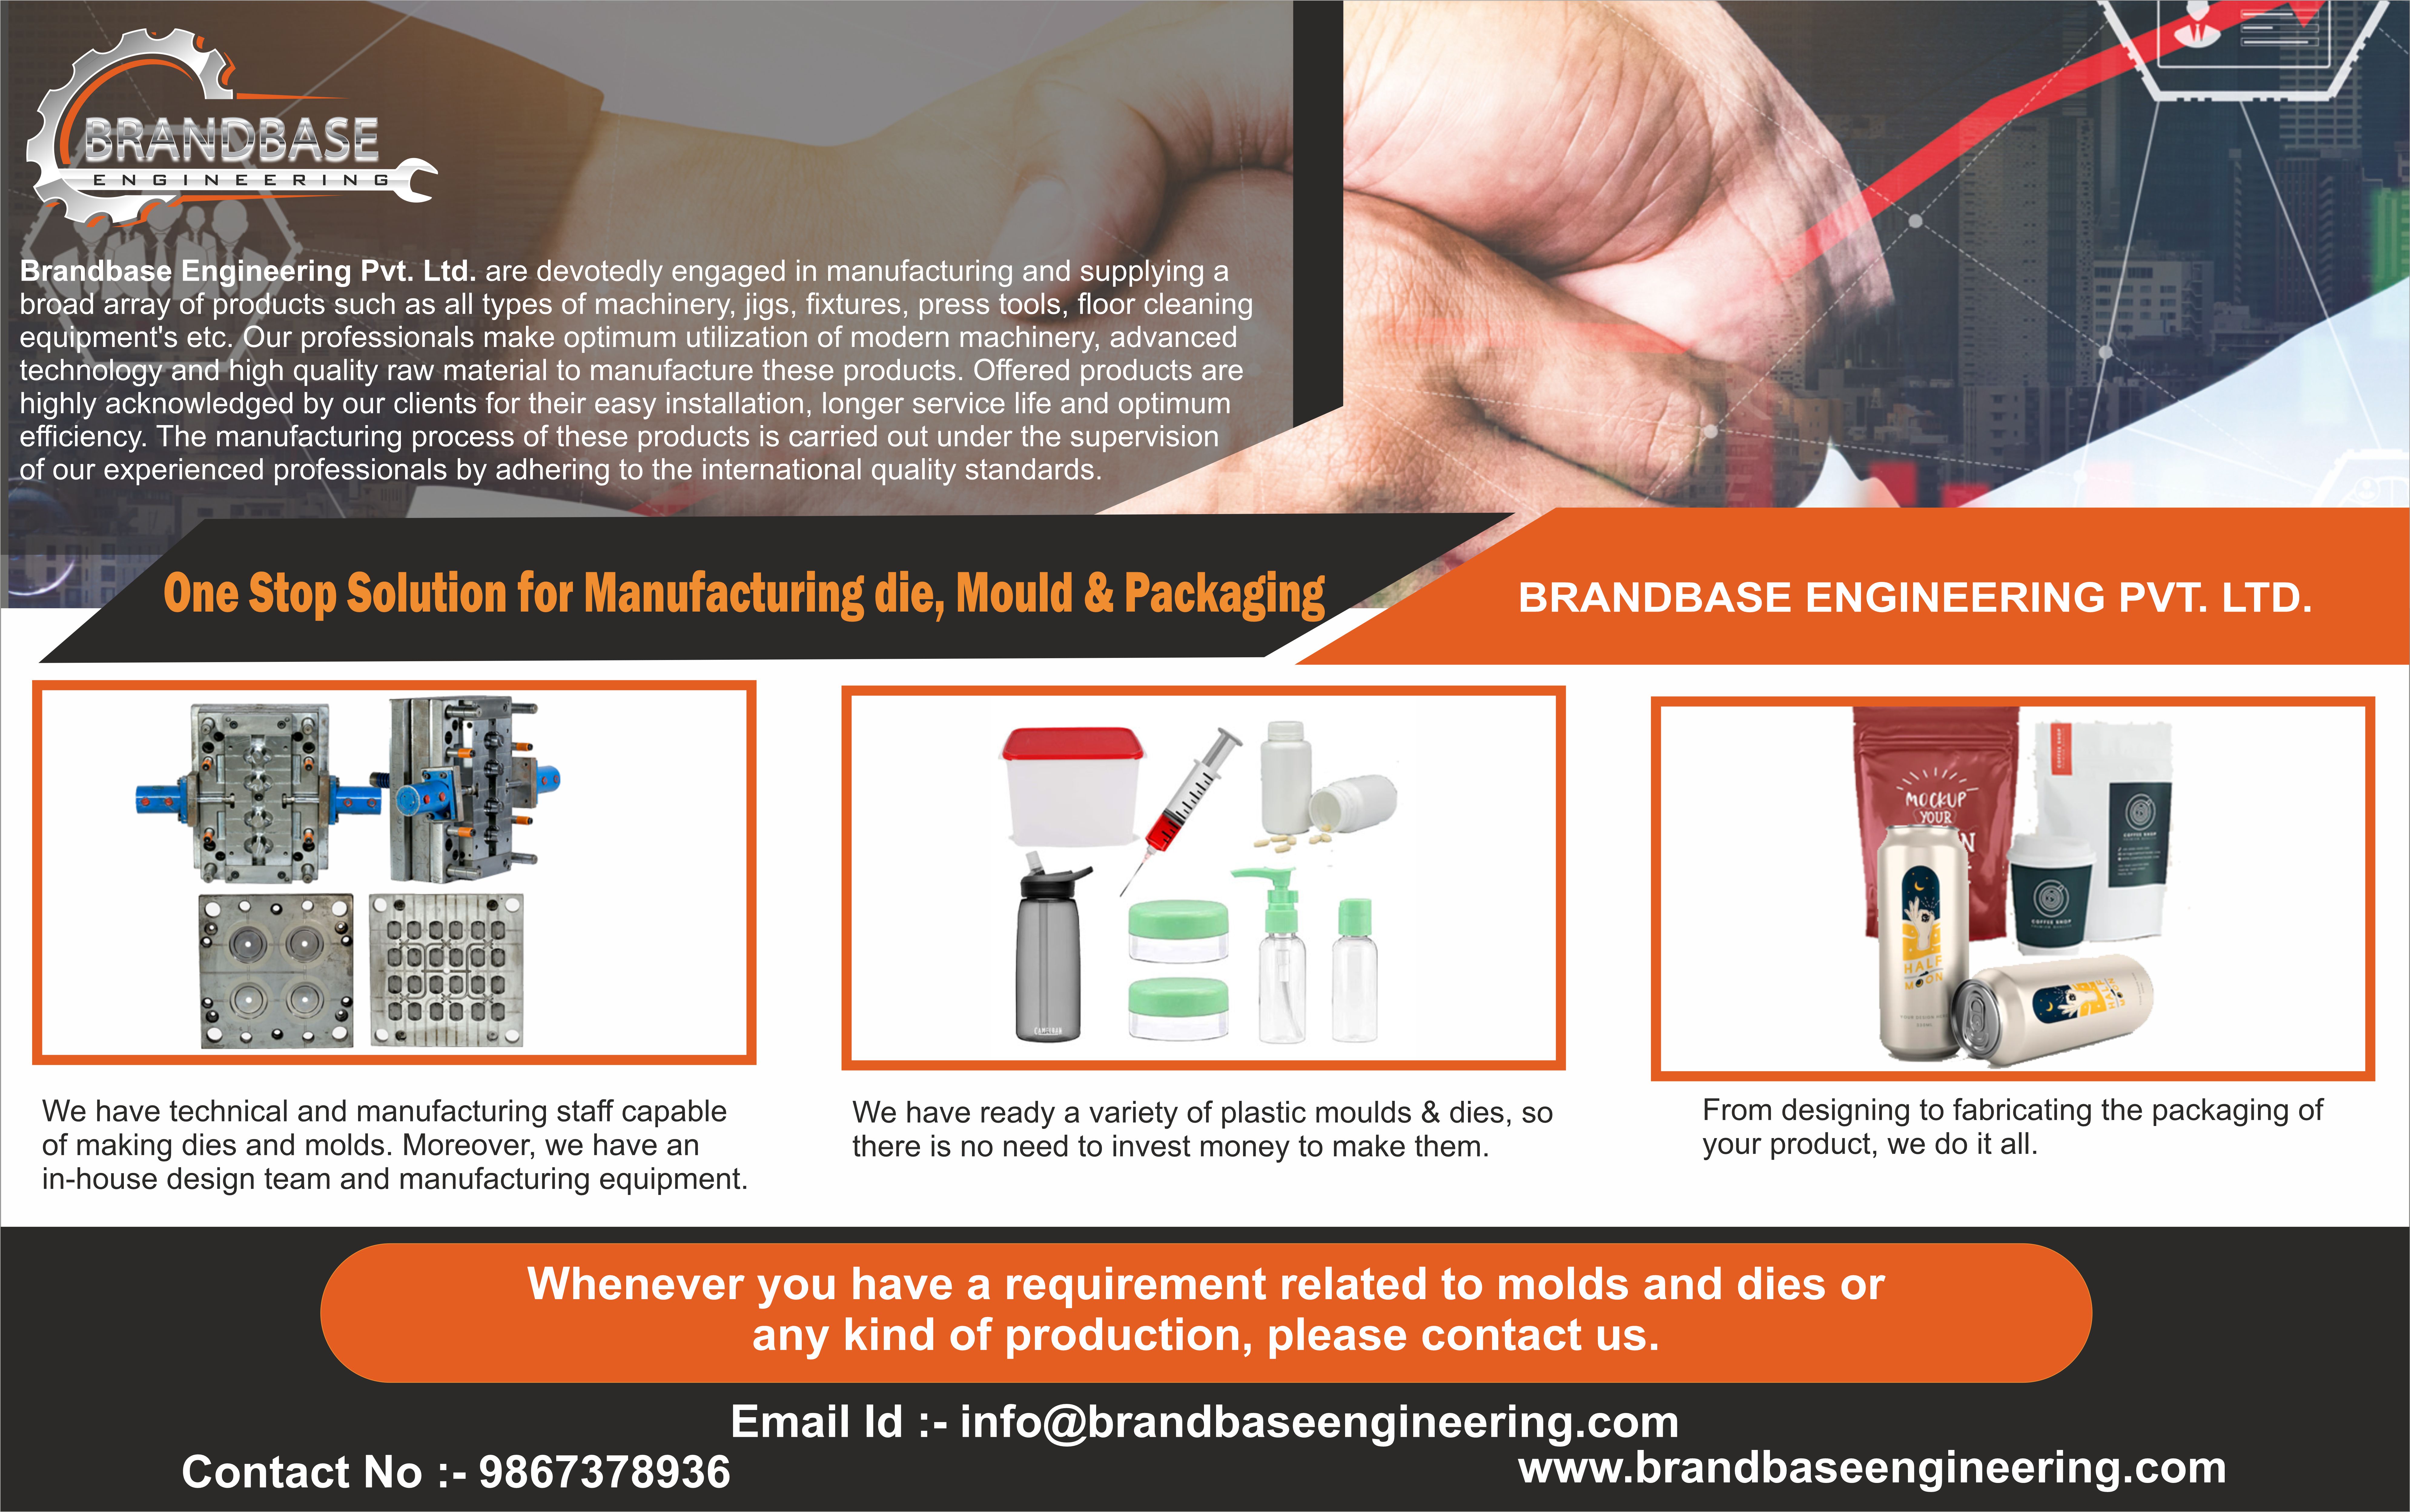 BRANDBASE
ENGINEERING
Brandbase Engineering Pvt. Ltd. are devotedly engaged in manufacturing and supplying a
broad array of products such as all types of machinery, jigs, fixtures, press tools, floor cleaning
equipment's etc. Our professionals make optimum utilization of modern machinery, advanced
technology and high quality raw material to manufacture these products. Offered products are
highly acknowledged by our clients for their easy installation, longer service life and optimum
efficiency. The manufacturing process of these products is carried out under the supervision
of our experienced professionals by adhering to the international quality standards.
One Stop Solution for Manufacturing die, Mould & Packaging
BRANDBASE ENGINEERING PVT. LTD.
CAMELBAK
MOCKUP
YOUR
COFFEE SHOP
COFFEE SHOP
COFFEE SHOP
HALF
MOON
HALF
MOON
We have technical and manufacturing staff capable
of making dies and molds. Moreover, we have an
in-house design team and manufacturing equipment.
We have ready a variety of plastic moulds & dies, so
there is no need to invest money to make them.
From designing to fabricating the packaging of
your product, we do it all.
Whenever you have a requirement related to molds and dies or
any kind of production, please contact us.
Email Id :- info@brandbaseengineering.com
Contact No :- 9867378936
www.brandbaseengineering.com